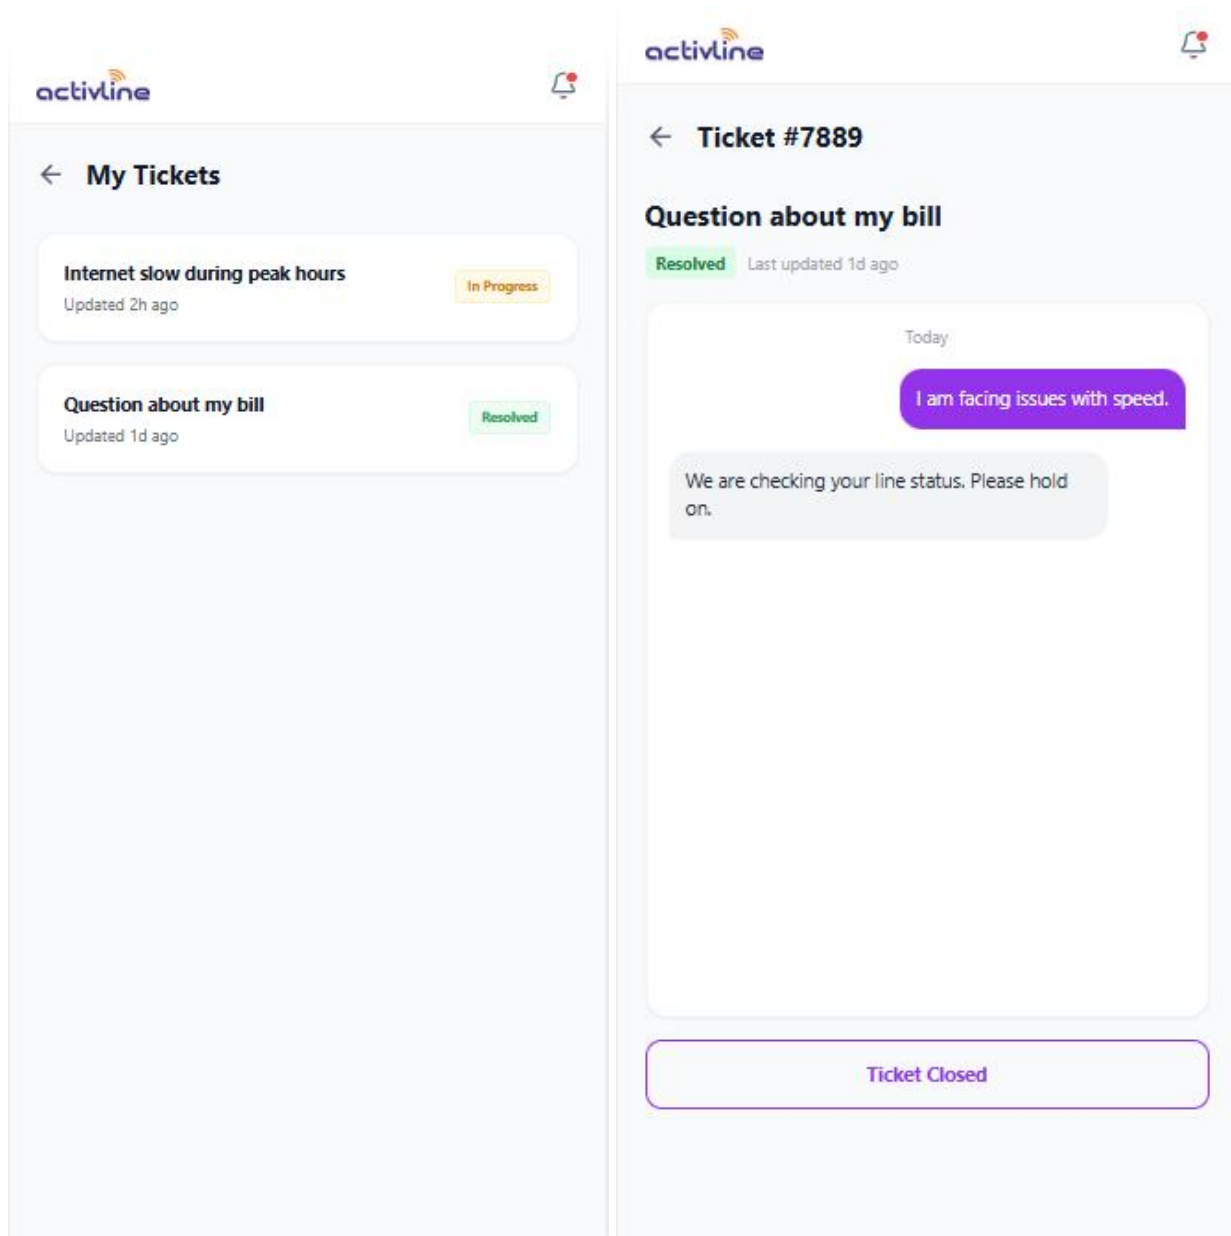 activline
My Tickets
Internet slow during peak hours
Updated 2h ago
In Progress
Question about my bill
Updated 1d ago
Resolved
activline
Ticket #7889
Question about my bill
Resolved
Last updated 1d ago
Today
I am facing issues with speed.
We are checking your line status. Please hold
on.
Ticket Closed